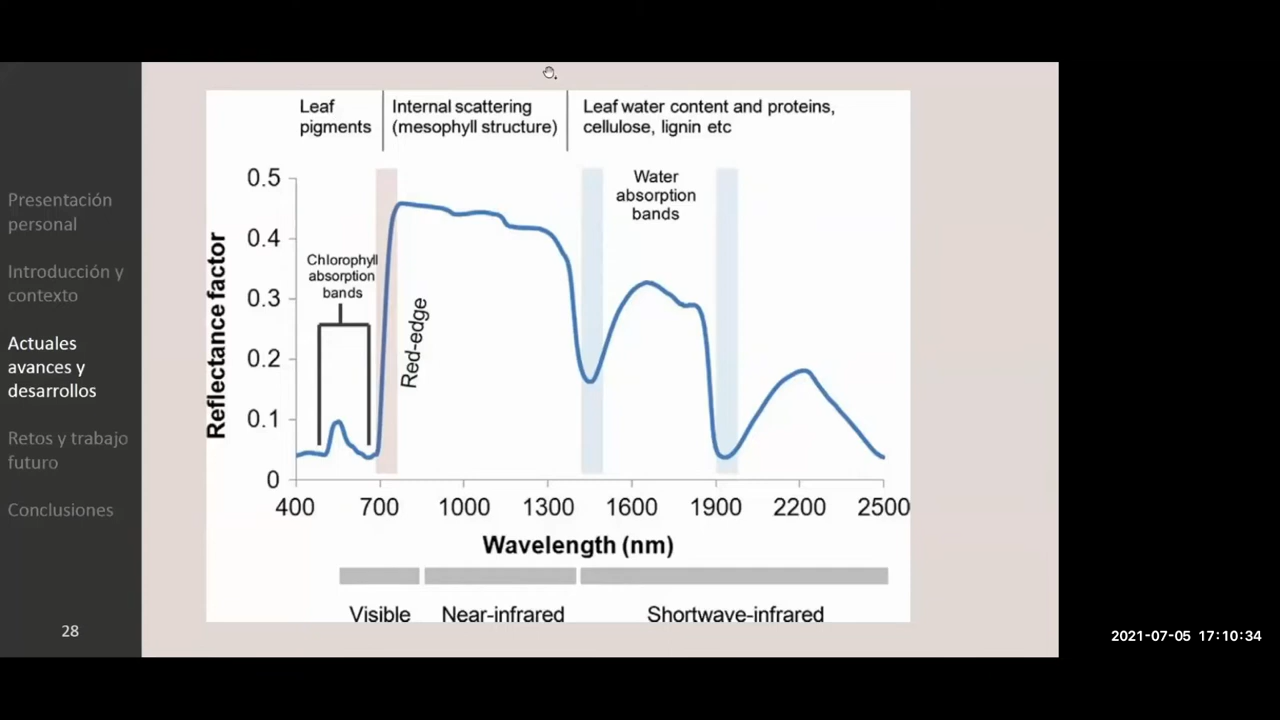 Presentación
personal
Introducción y
contexto
Actuales
avances y
desarrollos
Retos y trabajo
futuro
Conclusiones
28
Leaf
pigments
Internal scattering
(mesophyll structure)
Leaf water content and proteins,
cellulose, lignin etc
Water
absorption
bands
Chlorophyll
absorption
bands
Red-edge
Reflectance factor
0.5
0.4
0.3
0.2
0.1
0
400 700 1000 1300 1600 1900 2200 2500
Wavelength (nm)
Visible Near-infrared Shortwave-infrared
2021-07-05 17:10:34